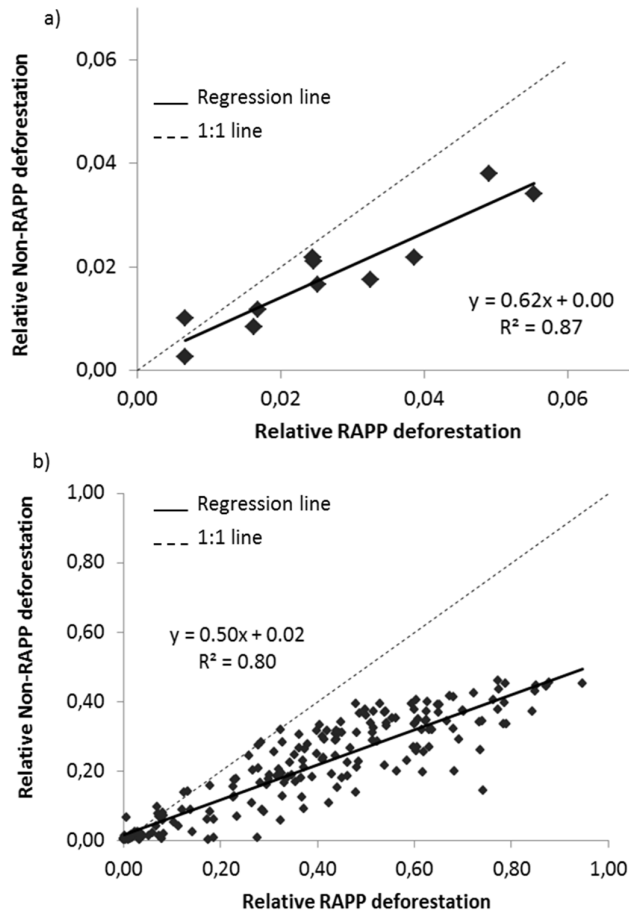 a)
0,06
0,04
0,02
0,00
Relative Non-RAPP deforestation
Regression line
1:1 line
y = 0.62x + 0.00
R² = 0.87
0,00 0,02 0,04 0,06
Relative RAPP deforestation
b)
1,00
0,80
0,60
0,40
0,20
0,00
Relative Non-RAPP deforestation
Regression line
1:1 line
y = 0.50x + 0.02
R² = 0.80
0,00 0,20 0,40 0,60 0,80 1,00
Relative RAPP deforestation